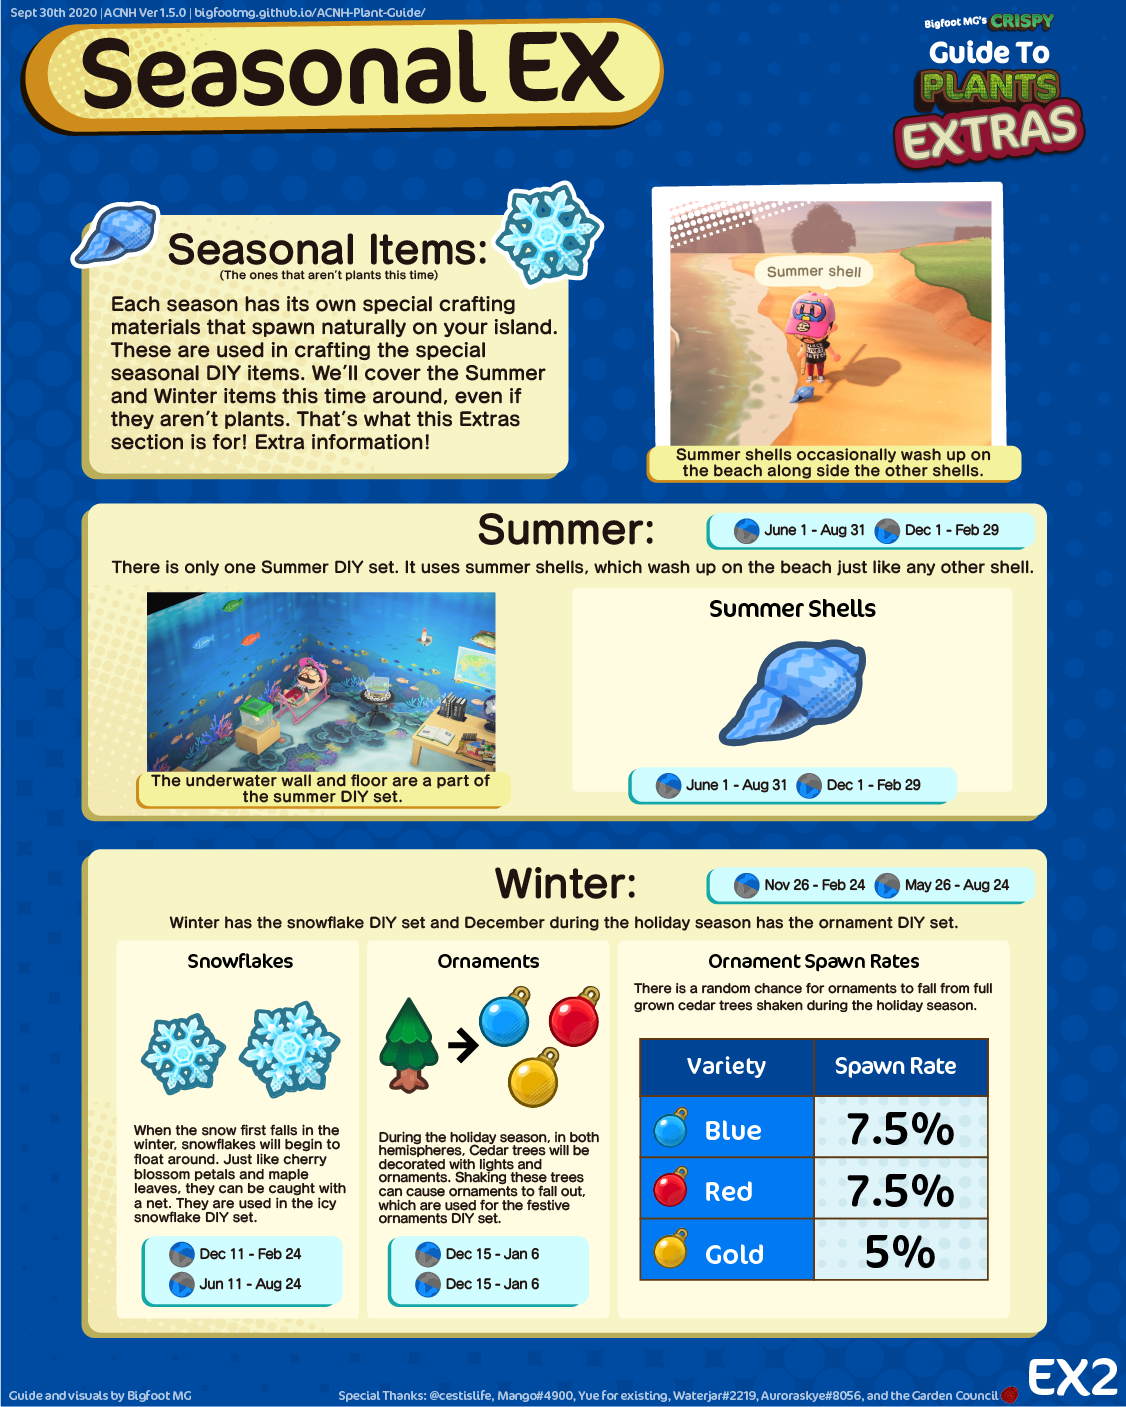 Sept 30th 2020 | ACNH Ver 1.5.0 | bigfootmg.github.io/ACNH-Plant-Guide/
Seasonal EX
Bigfoot MG's CRISPY
Guide To
PLANTS
EXTRAS
Seasonal Items:
(The ones that aren't plants this time)
Each season has its own special crafting
materials that spawn naturally on your island.
These are used in crafting the special
seasonal DIY items. We'll cover the Summer
and Winter items this time around, even if
they aren't plants. That's what this Extras
section is for! Extra information!
Summer shell
Summer shells occasionally wash up on
the beach along side the other shells.
Summer:
June 1 - Aug 31 Dec 1 - Feb 29
There is only one Summer DIY set. It uses summer shells, which wash up on the beach just like any other shell.
The underwater wall and floor are a part of
the summer DIY set.
Summer Shells
June 1 - Aug 31 Dec 1 - Feb 29
Winter:
Nov 26 - Feb 24 May 26 - Aug 24
Winter has the snowflake DIY set and December during the holiday season has the ornament DIY set.
Snowflakes
When the snow first falls in the
winter, snowflakes will begin to
float around. Just like cherry
blossom petals and maple
leaves, they can be caught with
a net. They are used in the icy
snowflake DIY set.
Dec 11 - Feb 24
Jun 11 - Aug 24
Ornaments
During the holiday season, in both
hemispheres, Cedar trees will be
decorated with lights and
ornaments. Shaking these trees
can cause ornaments to fall out,
which are used for the festive
ornaments DIY set.
Dec 15 - Jan 6
Dec 15 - Jan 6
Ornament Spawn Rates
There is a random chance for ornaments to fall from full
grown cedar trees shaken during the holiday season.
Variety Spawn Rate
Blue 7.5%
Red 7.5%
Gold 5%
Guide and visuals by Bigfoot MG
Special Thanks: @cestislife, Mango#4900, Yue for existing, Waterjar#2219, Auroraskye#8056, and the Garden Council
EX2